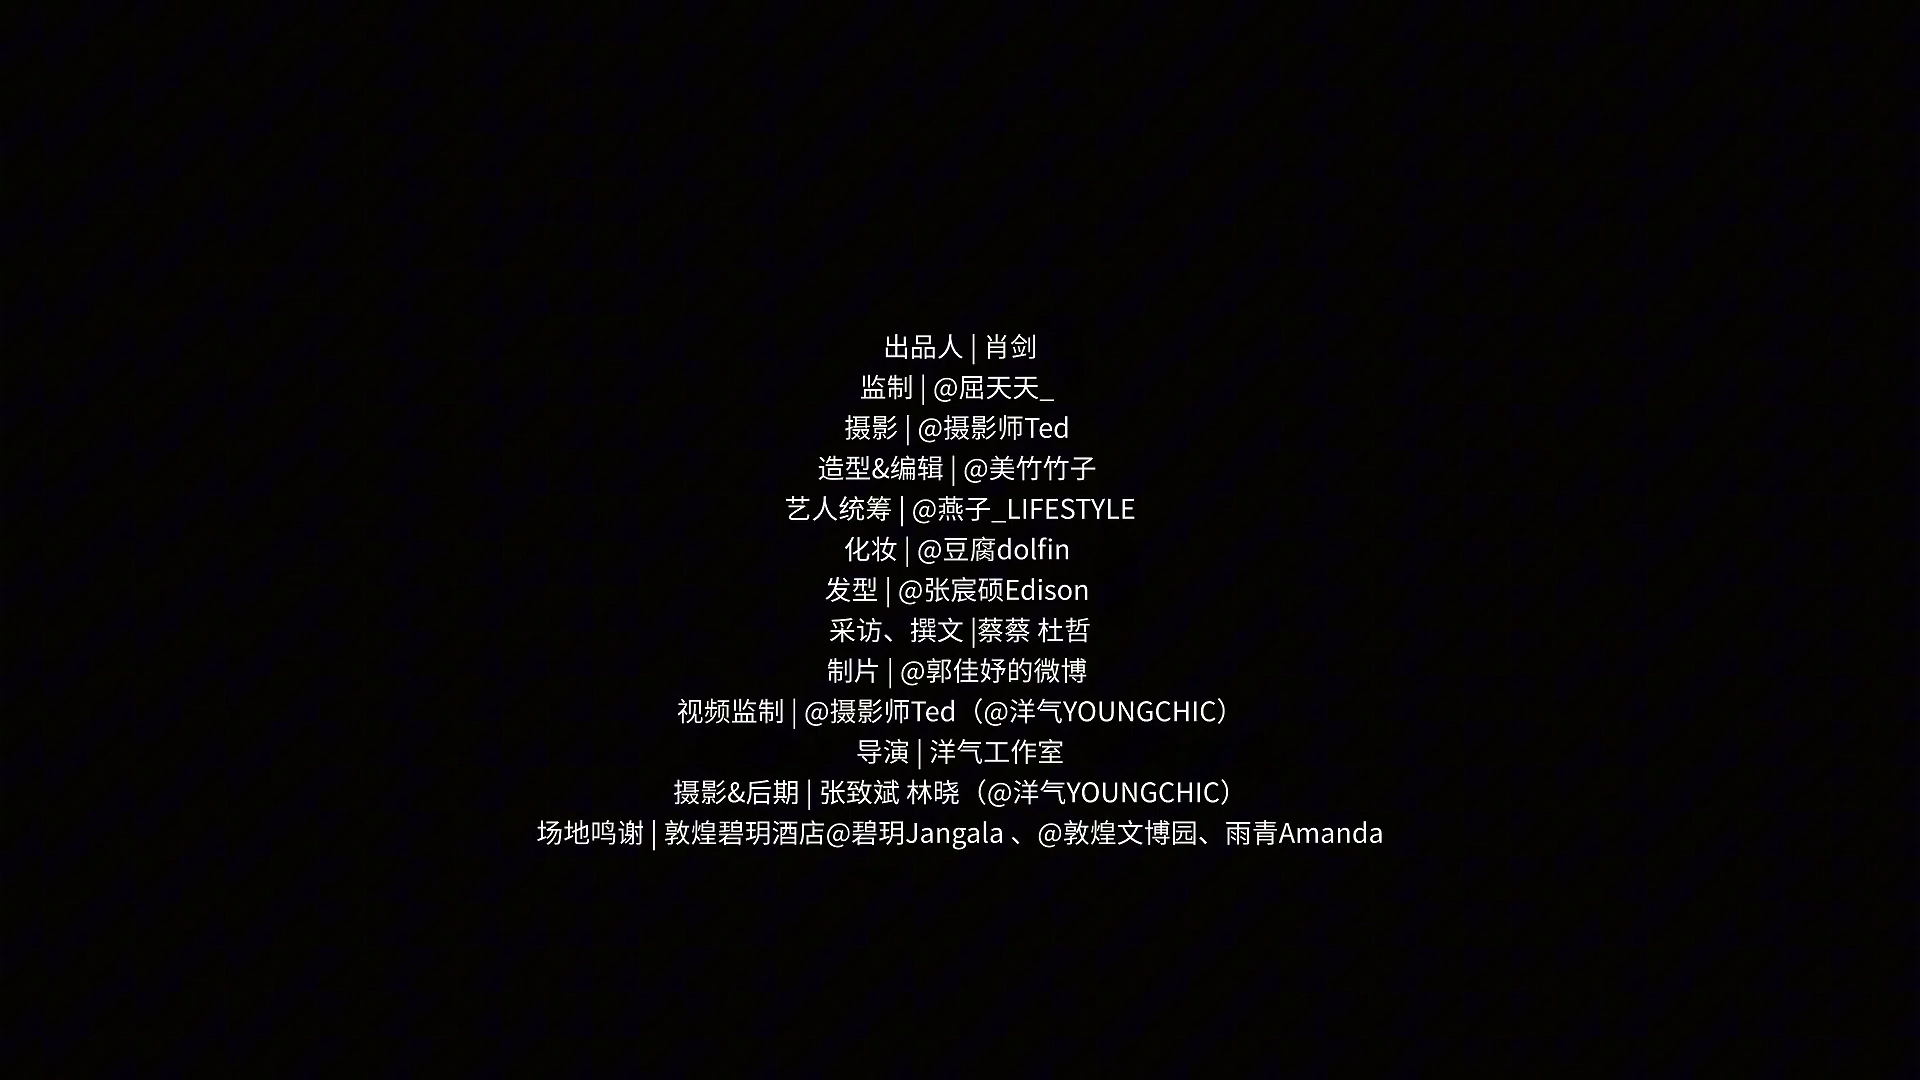 出品人 | 肖剑
监制 | @屈天天_
摄影 | @摄影师Ted
造型&编辑 | @美竹竹子
艺人统筹 | @燕子_LIFESTYLE
化妆 | @豆腐dolfin
发型 | @张宸硕Edison
采访、撰文 |蔡蔡 杜哲
制片 | @郭佳妤的微博
视频监制 | @摄影师Ted（@洋气YOUNGCHIC）
导演 | 洋气工作室
摄影&后期 | 张致斌 林晓（@洋气YOUNGCHIC）
场地鸣谢 | 敦煌碧玥酒店@碧玥Jangala 、@敦煌文博园、雨青Amanda